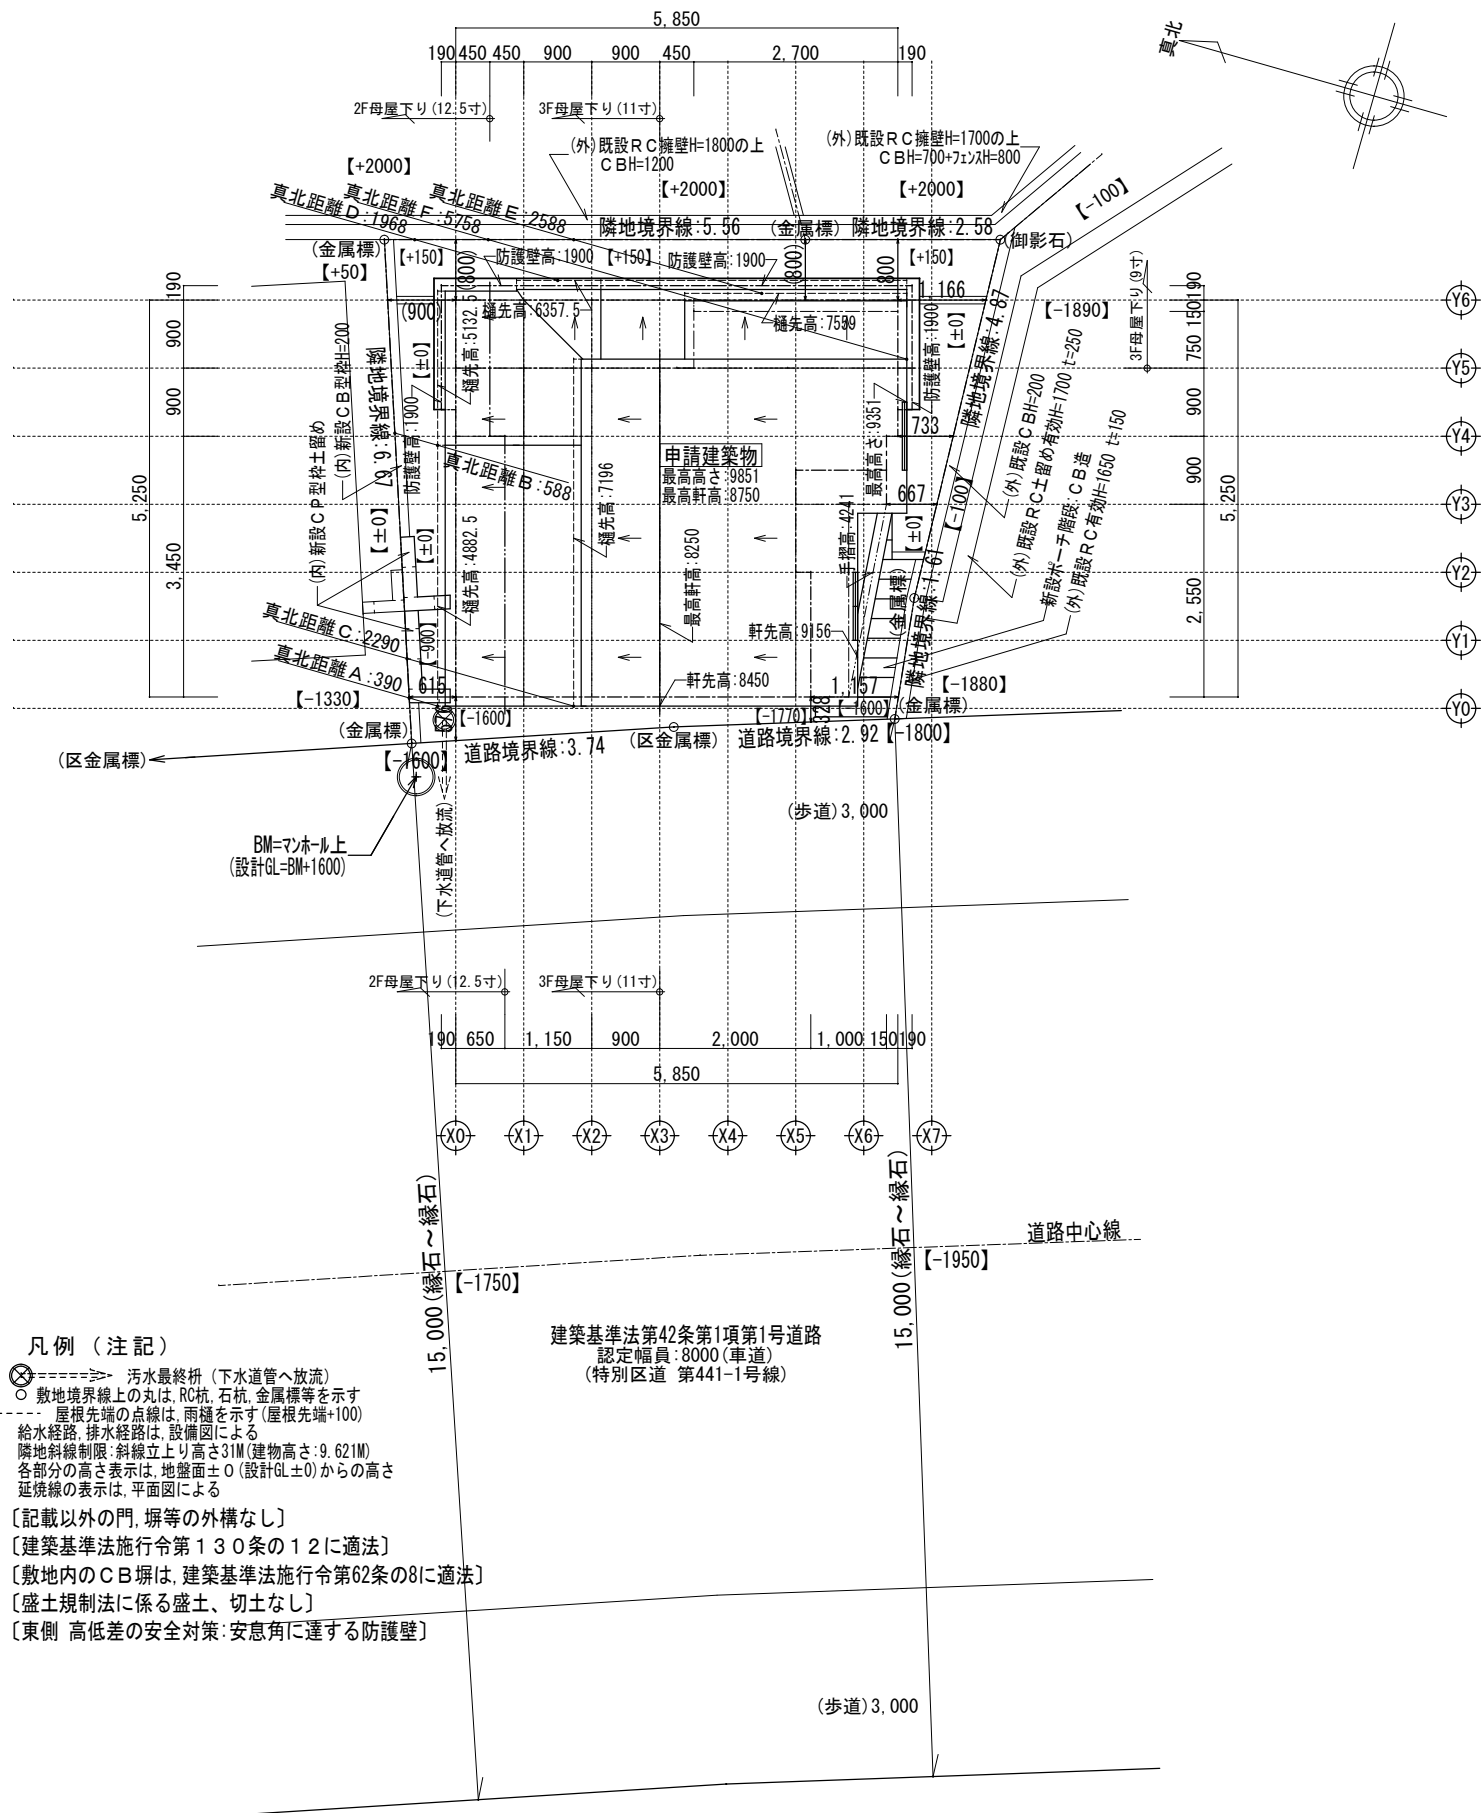 5,850
190 450 450 900 900 450 2,700 190
真北
2F母屋下り(12.5寸)
3F母屋下り(11寸)
(外)既設ＲＣ擁壁H=1800の上
ＣＢH=1200
(外)既設ＲＣ擁壁H=1700の上
ＣＢH=700+フェンスH=800
【+2000】
【+2000】
【+2000】
【-100】
真北距離Ｄ:1968
真北距離Ｆ:5758
真北距離Ｅ:2588
隣地境界線:5.56
(金属標)
隣地境界線:2.58
(御影石)
(金属標)
【+50】
【+150】
防護壁高:1900
【+150】
防護壁高:1900
【+150】
(800)
(800)
800
166
(900)
樋先高:6357.5
樋先高:7559
樋先高:5132.5
【±0】
防護壁高:1900
【±0】
隣地境界線:4.87
【-1890】
3F母屋下り(9寸)
190
900
900
3,450
5,250
190
150
750
900
900
2,550
5,250
Y6
Y5
Y4
Y3
Y2
Y1
Y0
(内)新設ＣＰ型枠土留め
(内)新設ＣＢ型枠H=200
隣地境界線:6.97
防護壁高:1900
【±0】
【±0】
真北距離Ｂ:588
樋先高:7196
申請建築物
最高高さ:9851
最高軒高:8750
最高高さ:9351
733
667
【±0】
【-100】
(外)既設ＣＢH=200
(外)既設ＲＣ土留め有効H=1700 t=250
新設ポーチ階段:ＣＢ造
(外)既設ＲＣ有効H=1650 t=150
樋先高:4882.5
最高軒高:8250
手摺高:4241
軒先高:9156
(金属標)
隣地境界線:1.61
真北距離Ｃ:2290
真北距離Ａ:390
【-900】
615
軒先高:8450
1,157
328
【-1330】
【-1600】
【-1770】
【-1600】
【-1880】
(金属標)
(金属標)
(区金属標)
【-1600】
道路境界線:3.74
(区金属標)
道路境界線:2.92
【-1800】
BM=マンホール上
(設計GL=BM+1600)
(下水道管へ放流)
(歩道)3,000
2F母屋下り(12.5寸)
3F母屋下り(11寸)
190 650 1,150 900 2,000 1,000 150 190
5,850
X0 X1 X2 X3 X4 X5 X6 X7
15,000(縁石～縁石)
15,000(縁石～縁石)
道路中心線
【-1750】
【-1950】
建築基準法第42条第1項第1号道路
認定幅員:8000(車道)
(特別区道 第441-1号線)
凡例（注記）
汚水最終枡（下水道管へ放流）
敷地境界線上の丸は,RC杭,石杭,金属標等を示す
屋根先端の点線は,雨樋を示す(屋根先端+100)
給水経路,排水経路は,設備図による
隣地斜線制限:斜線立上り高さ31M(建物高さ:9.621M)
各部分の高さ表示は,地盤面±０(設計GL±0)からの高さ
延焼線の表示は,平面図による
〔記載以外の門,塀等の外構なし〕
〔建築基準法施行令第１３０条の１２に適法〕
〔敷地内のＣＢ塀は,建築基準法施行令第62条の8に適法〕
〔盛土規制法に係る盛土、切土なし〕
〔東側 高低差の安全対策:安息角に達する防護壁〕
(歩道)3,000